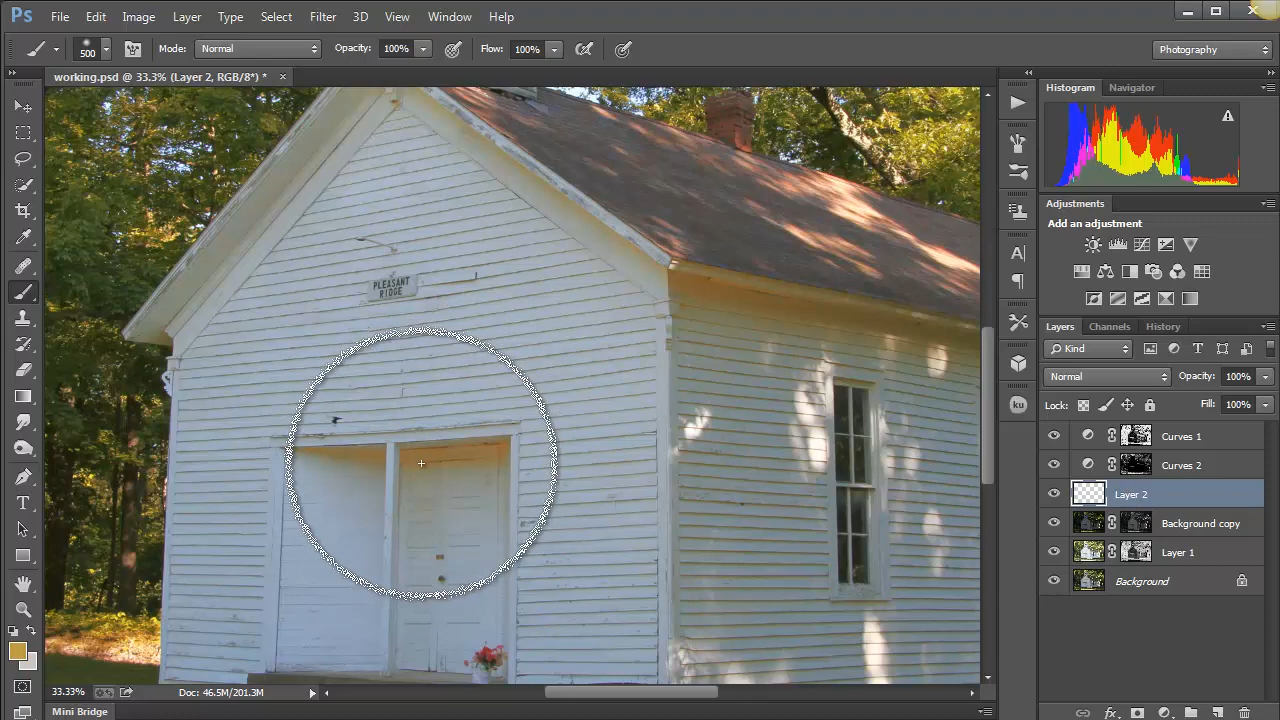 Ps File Edit Image Layer Type Select Filter 3D View Window Help
500 Mode: Normal Opacity: 100% Flow: 100% Photography
working.psd @ 33.3% (Layer 2, RGB/8*) * ×
Histogram Navigator
Adjustments
Add an adjustment
PLEASANT
RIDGE
Layers Channels History
Kind
Normal Opacity: 100%
Lock: Fill: 100%
Curves 1
Curves 2
Layer 2
Background copy
Layer 1
Background
33.33% Doc: 46.5M/201.3M
Mini Bridge